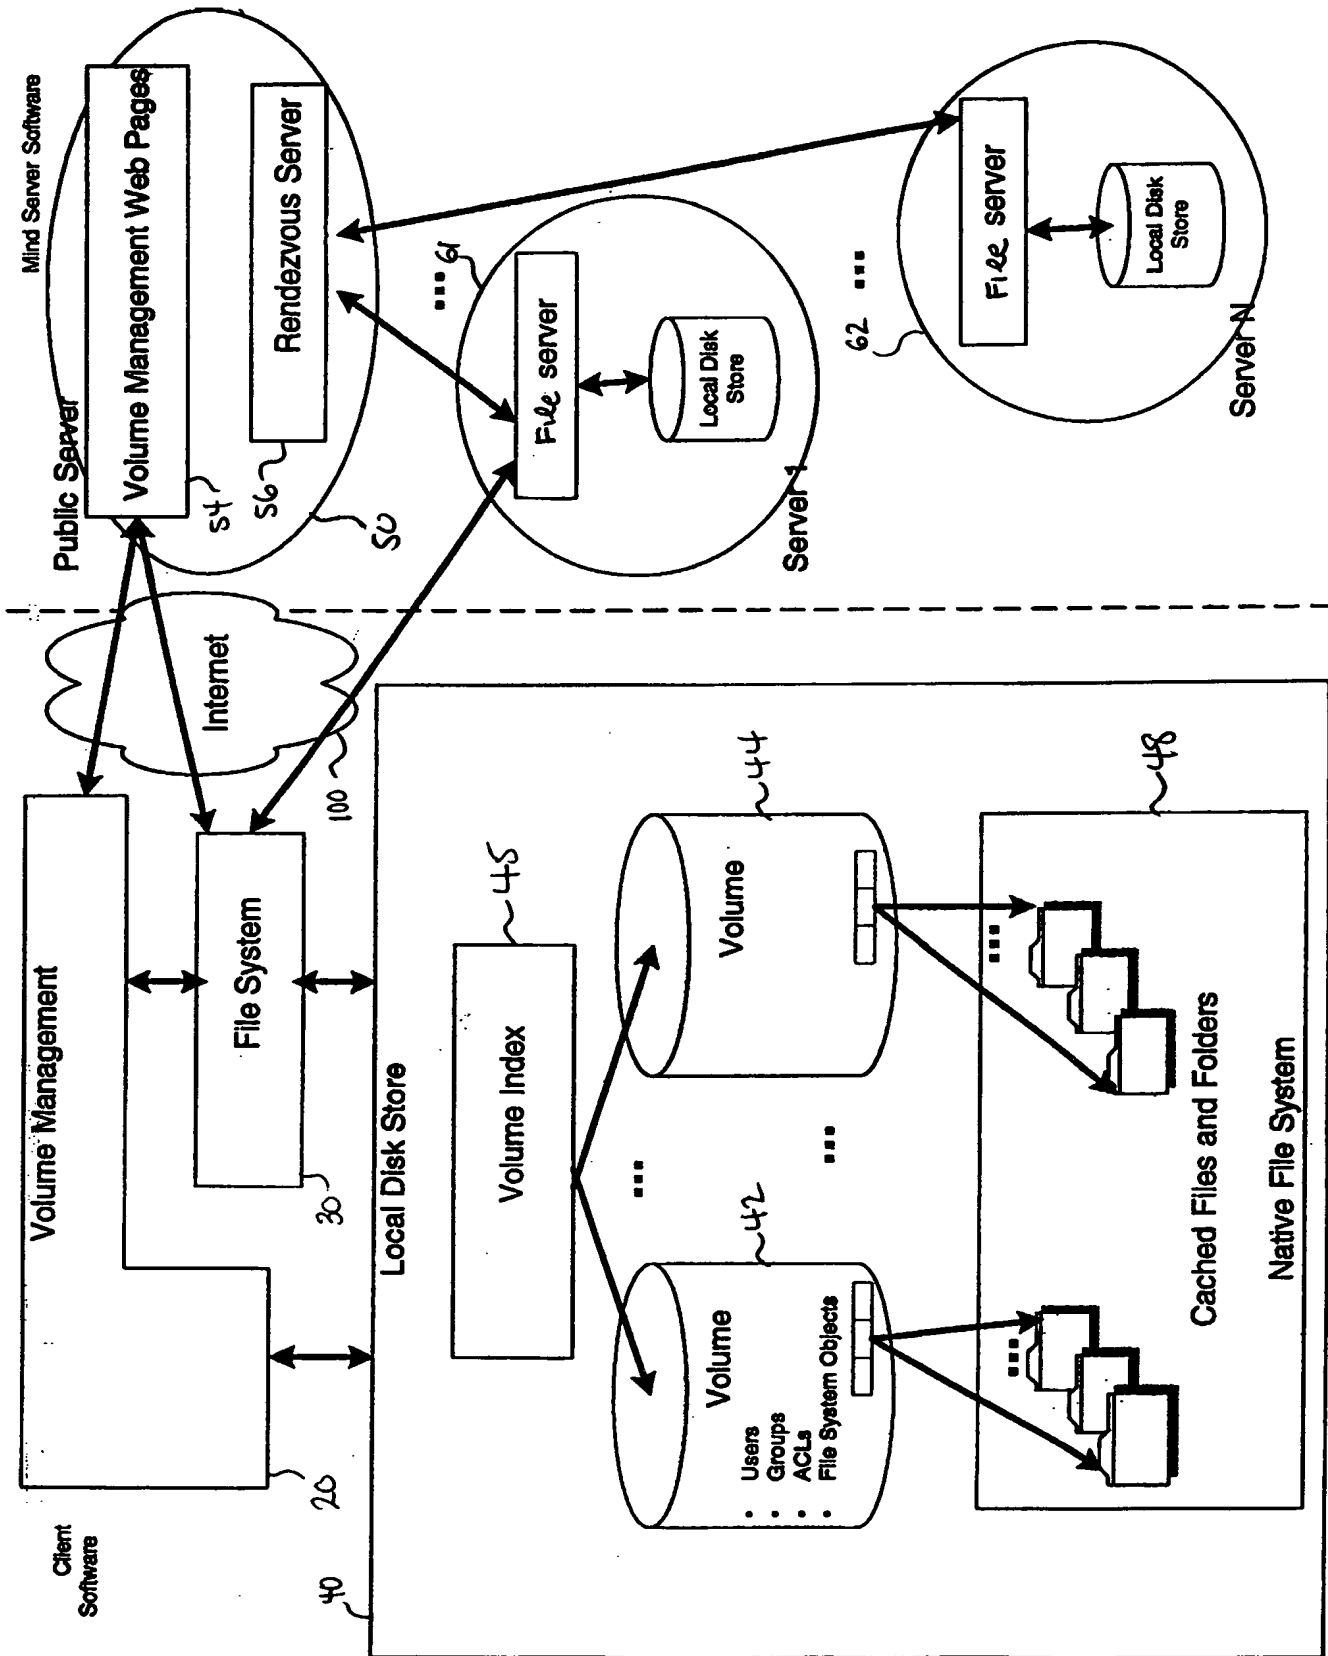 Client
Software
Mind Server Software
Volume Management
20
File System
30
Internet
100
Public Server
Volume Management Web Pages
54
Rendezvous Server
56
50
Local Disk Store
40
Volume Index
45
...
Volume
42
• Users
• Groups
• ACLs
• File System Objects
...
Volume
44
...
...
Cached Files and Folders
Native File System
48
...
61
File server
Local Disk
Store
Server 1
...
62
File server
Local Disk
Store
Server N